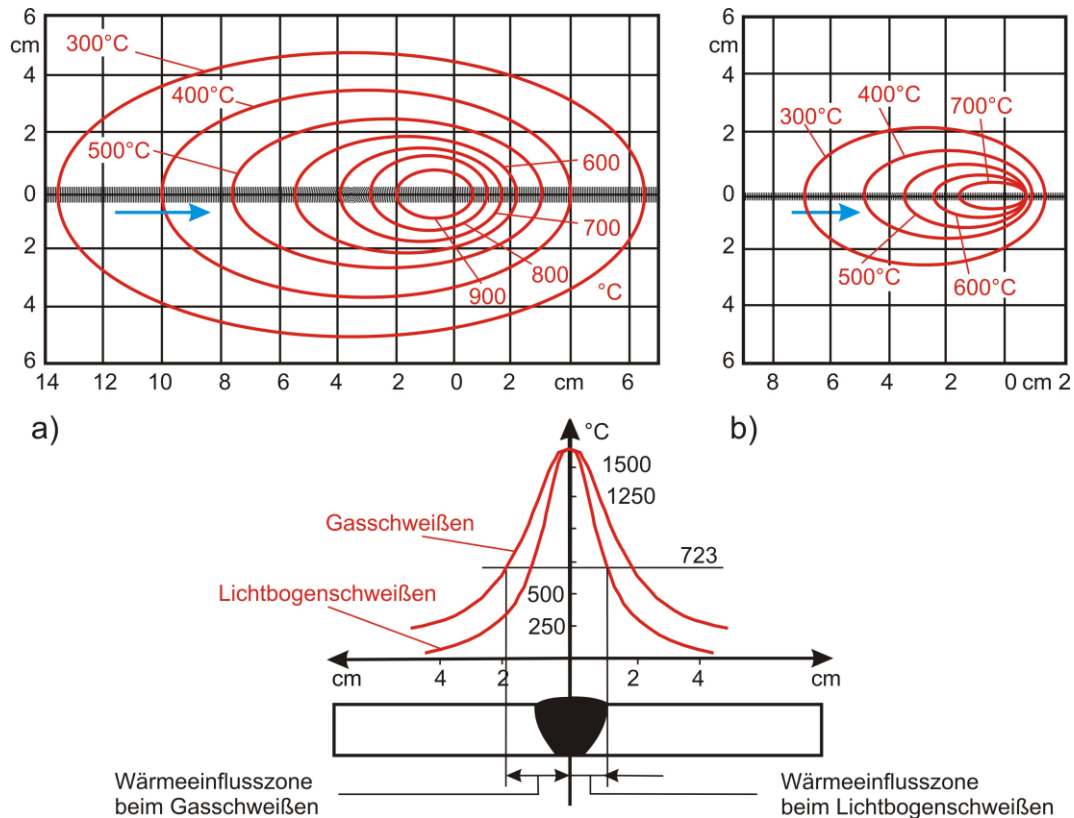 6
cm
4
2
0
2
4
6
14 12 10 8 6 4 2 0 2 cm 4 6
300°C
400°C
500°C
600
700
800
900
°C
a)
6
cm
4
2
0
2
4
6
8 6 4 2 0 cm 2
300°C
400°C
700°C
500°C
600°C
b)
°C
1500
1250
723
500
250
Gasschweißen
Lichtbogenschweißen
cm 4 2 2 4 cm
Wärmeeinflusszone
beim Gasschweißen
Wärmeeinflusszone
beim Lichtbogenschweißen